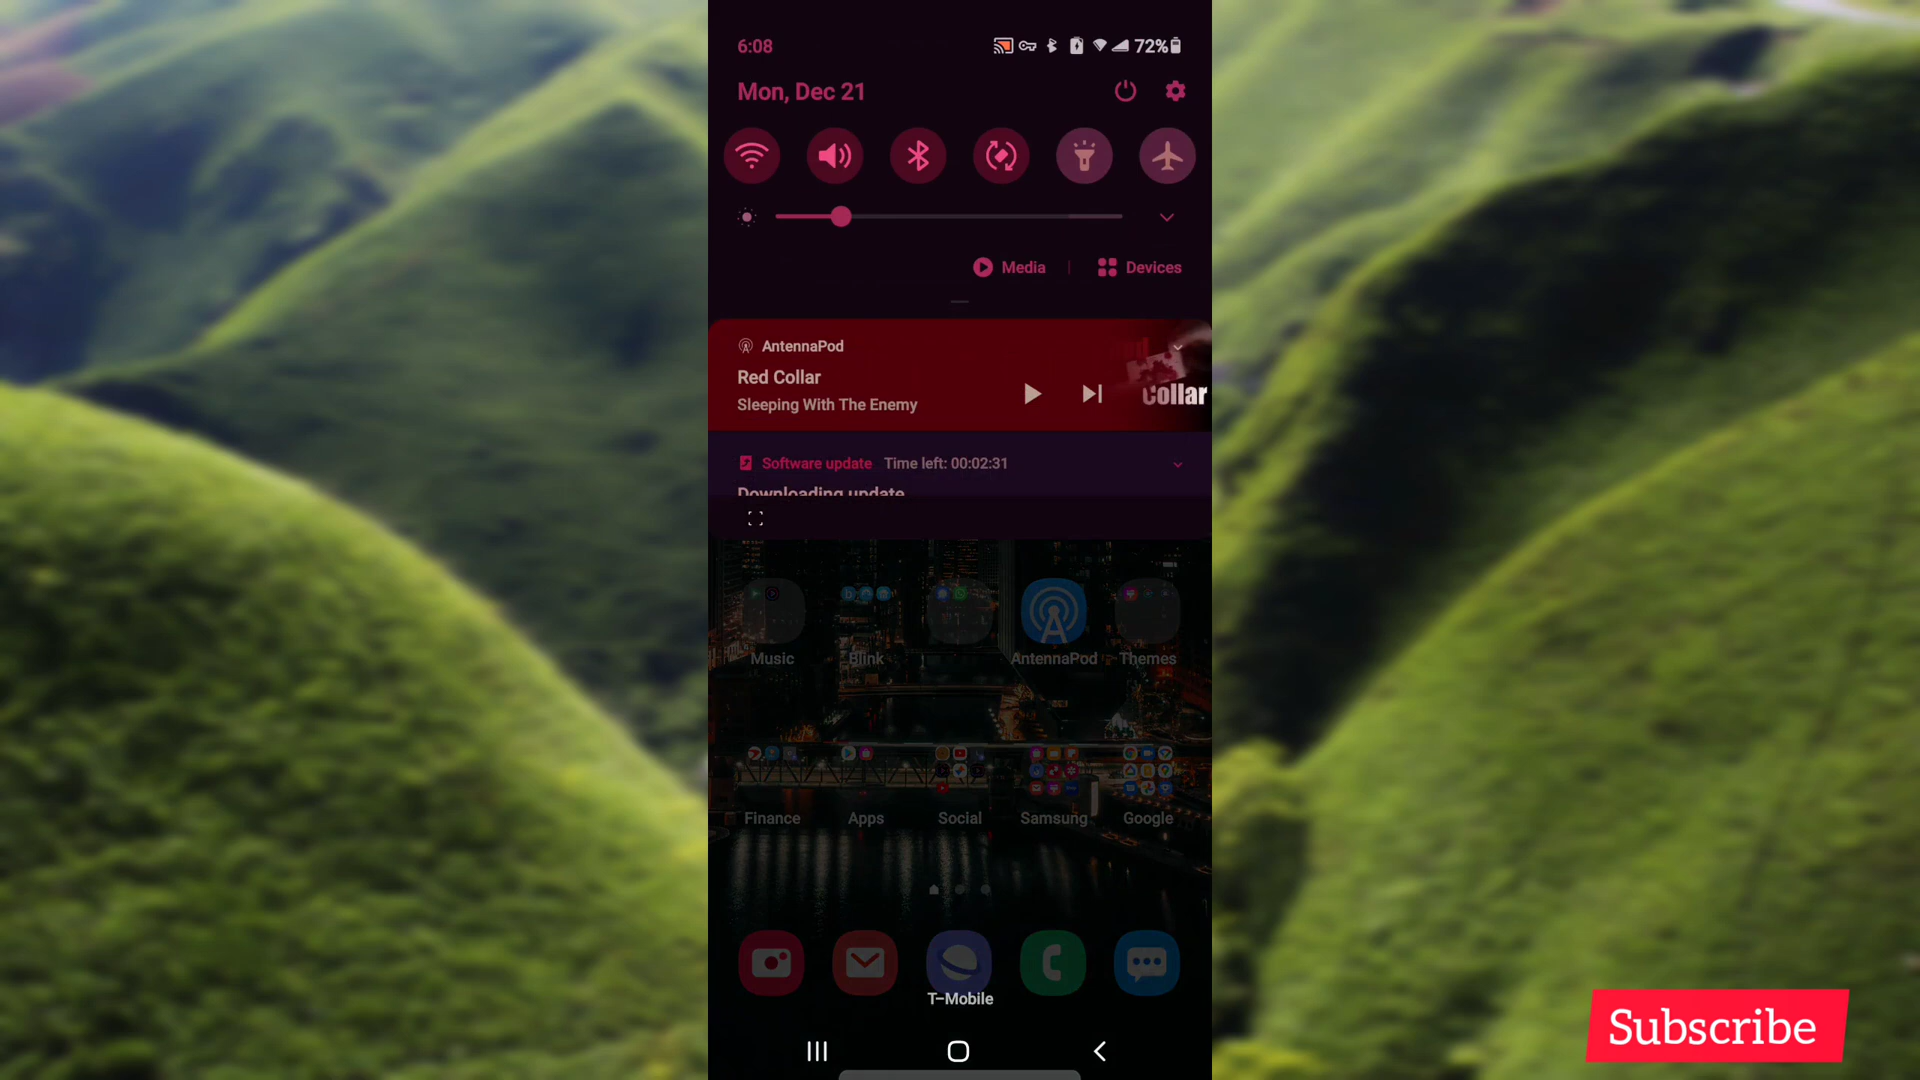 6:08
72%
Mon, Dec 21
Media | Devices
AntennaPod
Red Collar
Sleeping With The Enemy
Collar
Software update Time left: 00:02:31
Downloading update
Music Blink AntennaPod Themes
Finance Apps Social Samsung Google
T-Mobile
Subscribe